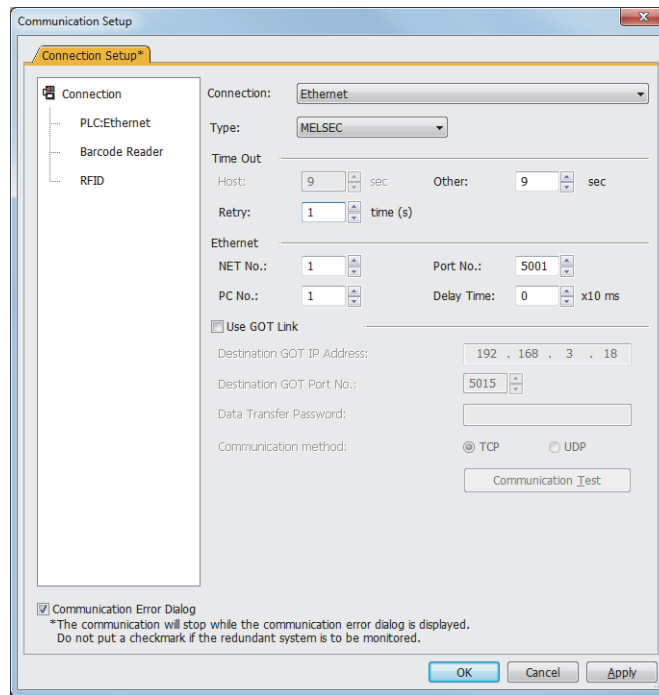 Communication Setup
Connection Setup*
Connection
PLC:Ethernet
Barcode Reader
RFID
Connection: Ethernet
Type: MELSEC
Time Out
Host: 9 sec Other: 9 sec
Retry: 1 time (s)
Ethernet
NET No.: 1 Port No.: 5001
PC No.: 1 Delay Time: 0 x10 ms
Use GOT Link
Destination GOT IP Address: 192 . 168 . 3 . 18
Destination GOT Port No.: 5015
Data Transfer Password:
Communication method: TCP UDP
Communication Test
Communication Error Dialog
*The communication will stop while the communication error dialog is displayed.
Do not put a checkmark if the redundant system is to be monitored.
OK Cancel Apply